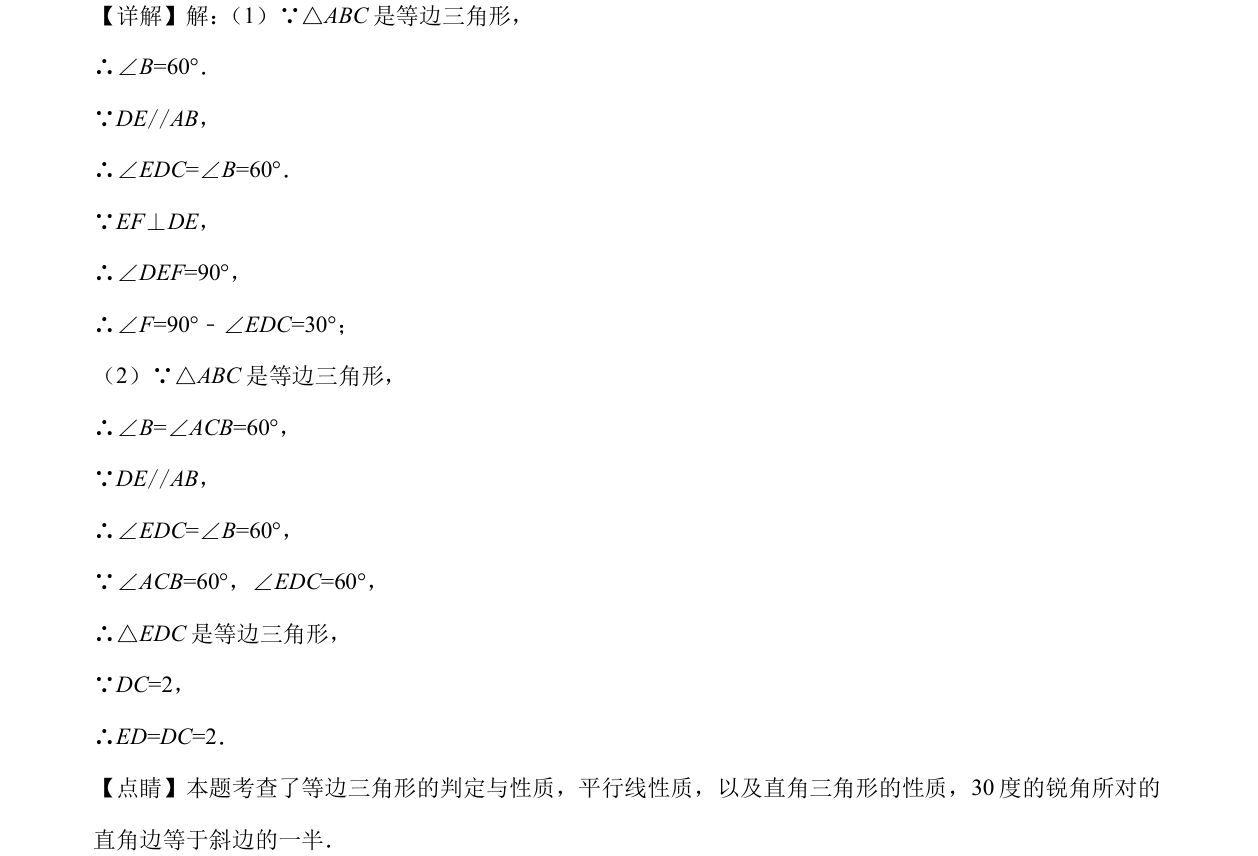 【详解】解：（1）∵△ABC是等边三角形，
∴∠B=60°．
∵DE//AB，
∴∠EDC=∠B=60°．
∵EF⊥DE，
∴∠DEF=90°，
∴∠F=90°﹣∠EDC=30°；
（2）∵△ABC是等边三角形，
∴∠B=∠ACB=60°，
∵DE//AB，
∴∠EDC=∠B=60°，
∵∠ACB=60°，∠EDC=60°，
∴△EDC是等边三角形，
∵DC=2，
∴ED=DC=2．
【点睛】本题考查了等边三角形的判定与性质，平行线性质，以及直角三角形的性质，30度的锐角所对的
直角边等于斜边的一半．